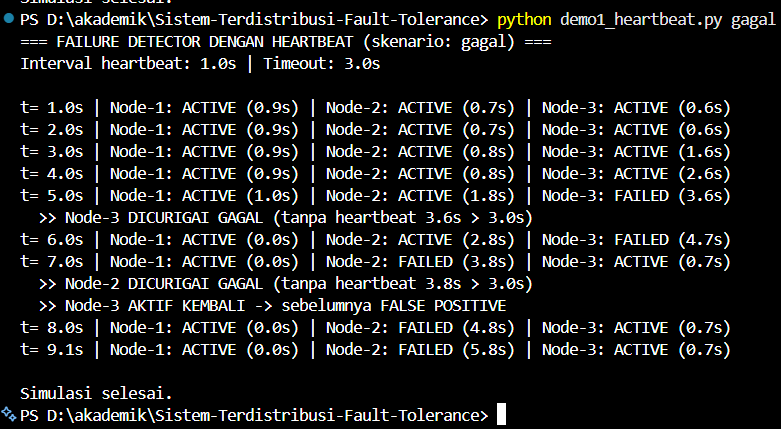 Simulasi selesai.
PS D:\akademik\Sistem-Terdistribusi-Fault-Tolerance> python demo1_heartbeat.py gagal
=== FAILURE DETECTOR DENGAN HEARTBEAT (skenario: gagal) ===
Interval heartbeat: 1.0s | Timeout: 3.0s
t= 1.0s | Node-1: ACTIVE (0.9s) | Node-2: ACTIVE (0.7s) | Node-3: ACTIVE (0.6s)
t= 2.0s | Node-1: ACTIVE (0.9s) | Node-2: ACTIVE (0.7s) | Node-3: ACTIVE (0.6s)
t= 3.0s | Node-1: ACTIVE (0.9s) | Node-2: ACTIVE (0.8s) | Node-3: ACTIVE (1.6s)
t= 4.0s | Node-1: ACTIVE (0.9s) | Node-2: ACTIVE (0.8s) | Node-3: ACTIVE (2.6s)
t= 5.0s | Node-1: ACTIVE (1.0s) | Node-2: ACTIVE (1.8s) | Node-3: FAILED (3.6s)
  >> Node-3 DICURIGAI GAGAL (tanpa heartbeat 3.6s > 3.0s)
t= 6.0s | Node-1: ACTIVE (0.0s) | Node-2: ACTIVE (2.8s) | Node-3: FAILED (4.7s)
t= 7.0s | Node-1: ACTIVE (0.0s) | Node-2: FAILED (3.8s) | Node-3: ACTIVE (0.7s)
  >> Node-2 DICURIGAI GAGAL (tanpa heartbeat 3.8s > 3.0s)
  >> Node-3 AKTIF KEMBALI -> sebelumnya FALSE POSITIVE
t= 8.0s | Node-1: ACTIVE (0.0s) | Node-2: FAILED (4.8s) | Node-3: ACTIVE (0.7s)
t= 9.1s | Node-1: ACTIVE (0.0s) | Node-2: FAILED (5.8s) | Node-3: ACTIVE (0.7s)
Simulasi selesai.
PS D:\akademik\Sistem-Terdistribusi-Fault-Tolerance>